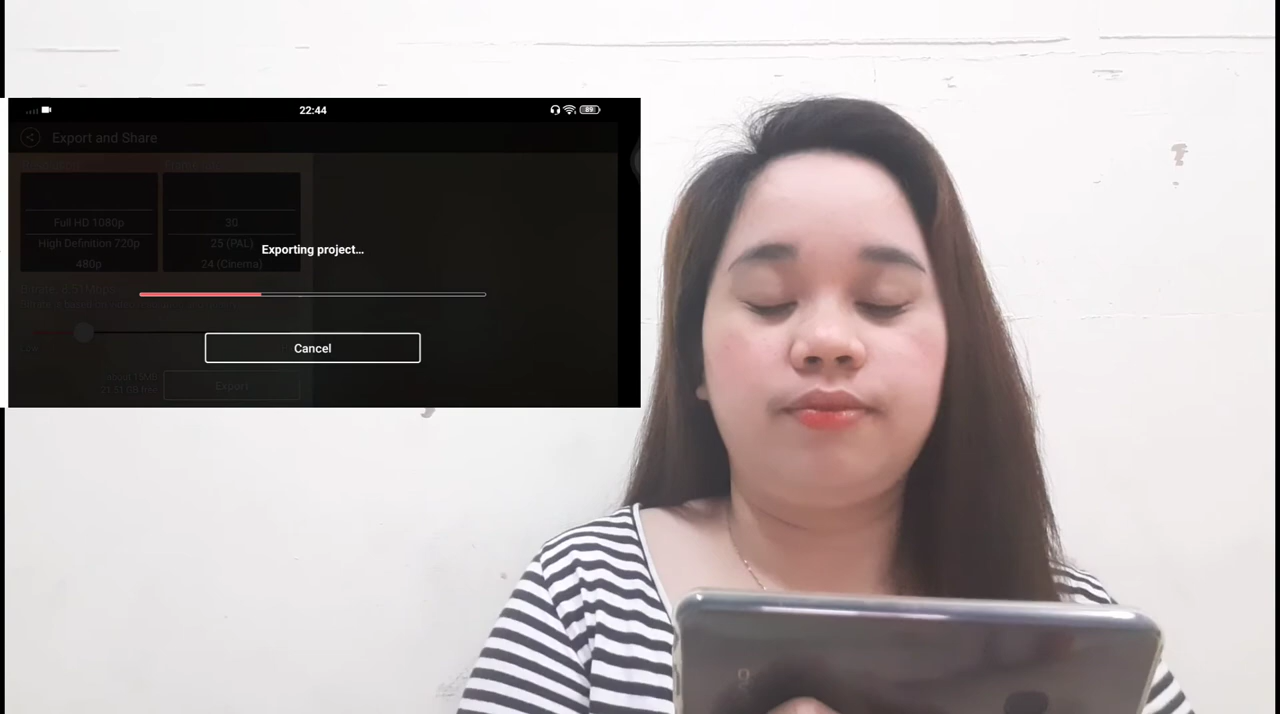 22:44
89
Export and Share
Full HD 1080p
30
High Definition 720p
25 (PAL)
Exporting project...
480p
24 (Cinema)
Cancel
Export